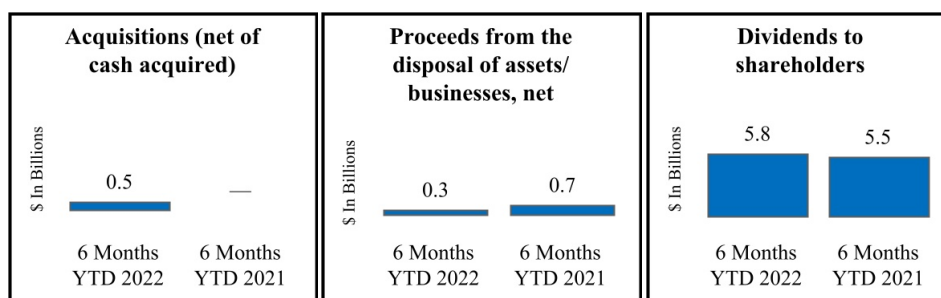 Acquisitions (net of
cash acquired)
$ In Billions
0.5
—
6 Months
YTD 2022
6 Months
YTD 2021
Proceeds from the
disposal of assets/
businesses, net
$ In Billions
0.3
0.7
6 Months
YTD 2022
6 Months
YTD 2021
Dividends to
shareholders
$ In Billions
5.8
5.5
6 Months
YTD 2022
6 Months
YTD 2021